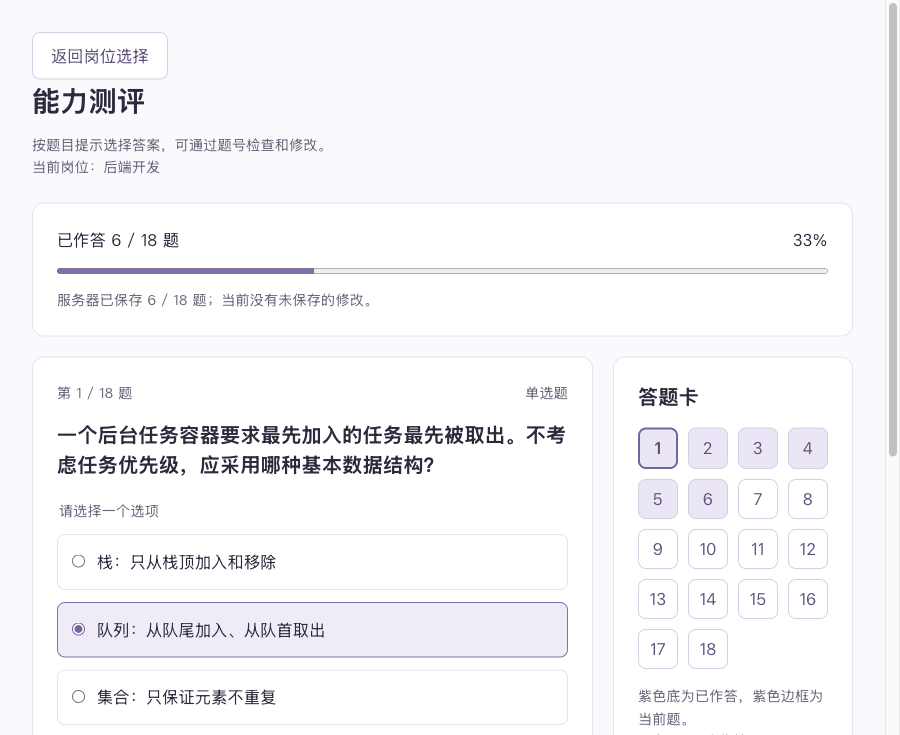 返回岗位选择
能力测评
按题目提示选择答案，可通过题号检查和修改。
当前岗位：后端开发
已作答 6 / 18 题
33%
服务器已保存 6 / 18 题；当前没有未保存的修改。
第 1 / 18 题
单选题
一个后台任务容器要求最先加入的任务最先被取出。不考
虑任务优先级，应采用哪种基本数据结构?
请选择一个选项
栈：只从栈顶加入和移除
队列：从队尾加入、从队首取出
集合：只保证元素不重复
答题卡
1 2 3 4
5 6 7 8
9 10 11 12
13 14 15 16
17 18
紫色底为已作答，紫色边框为
当前题。